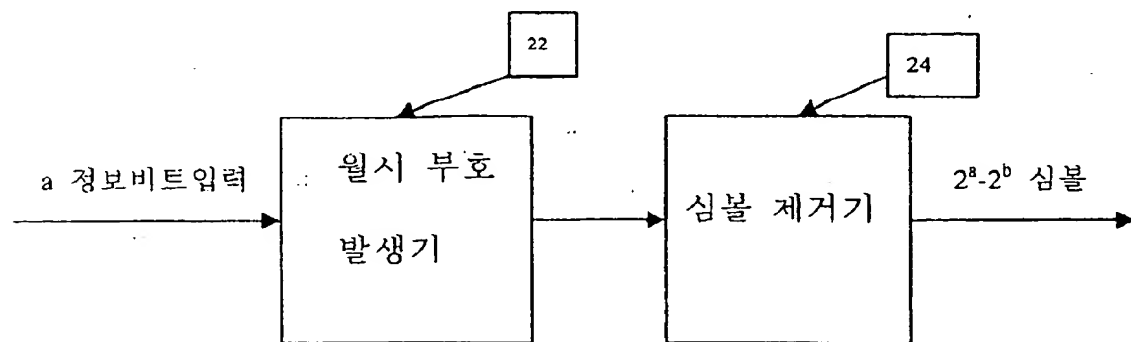 22
24
a 정보비트입력
월시 부호
발생기
심볼 제거기
2ᵃ-2ᵇ 심볼